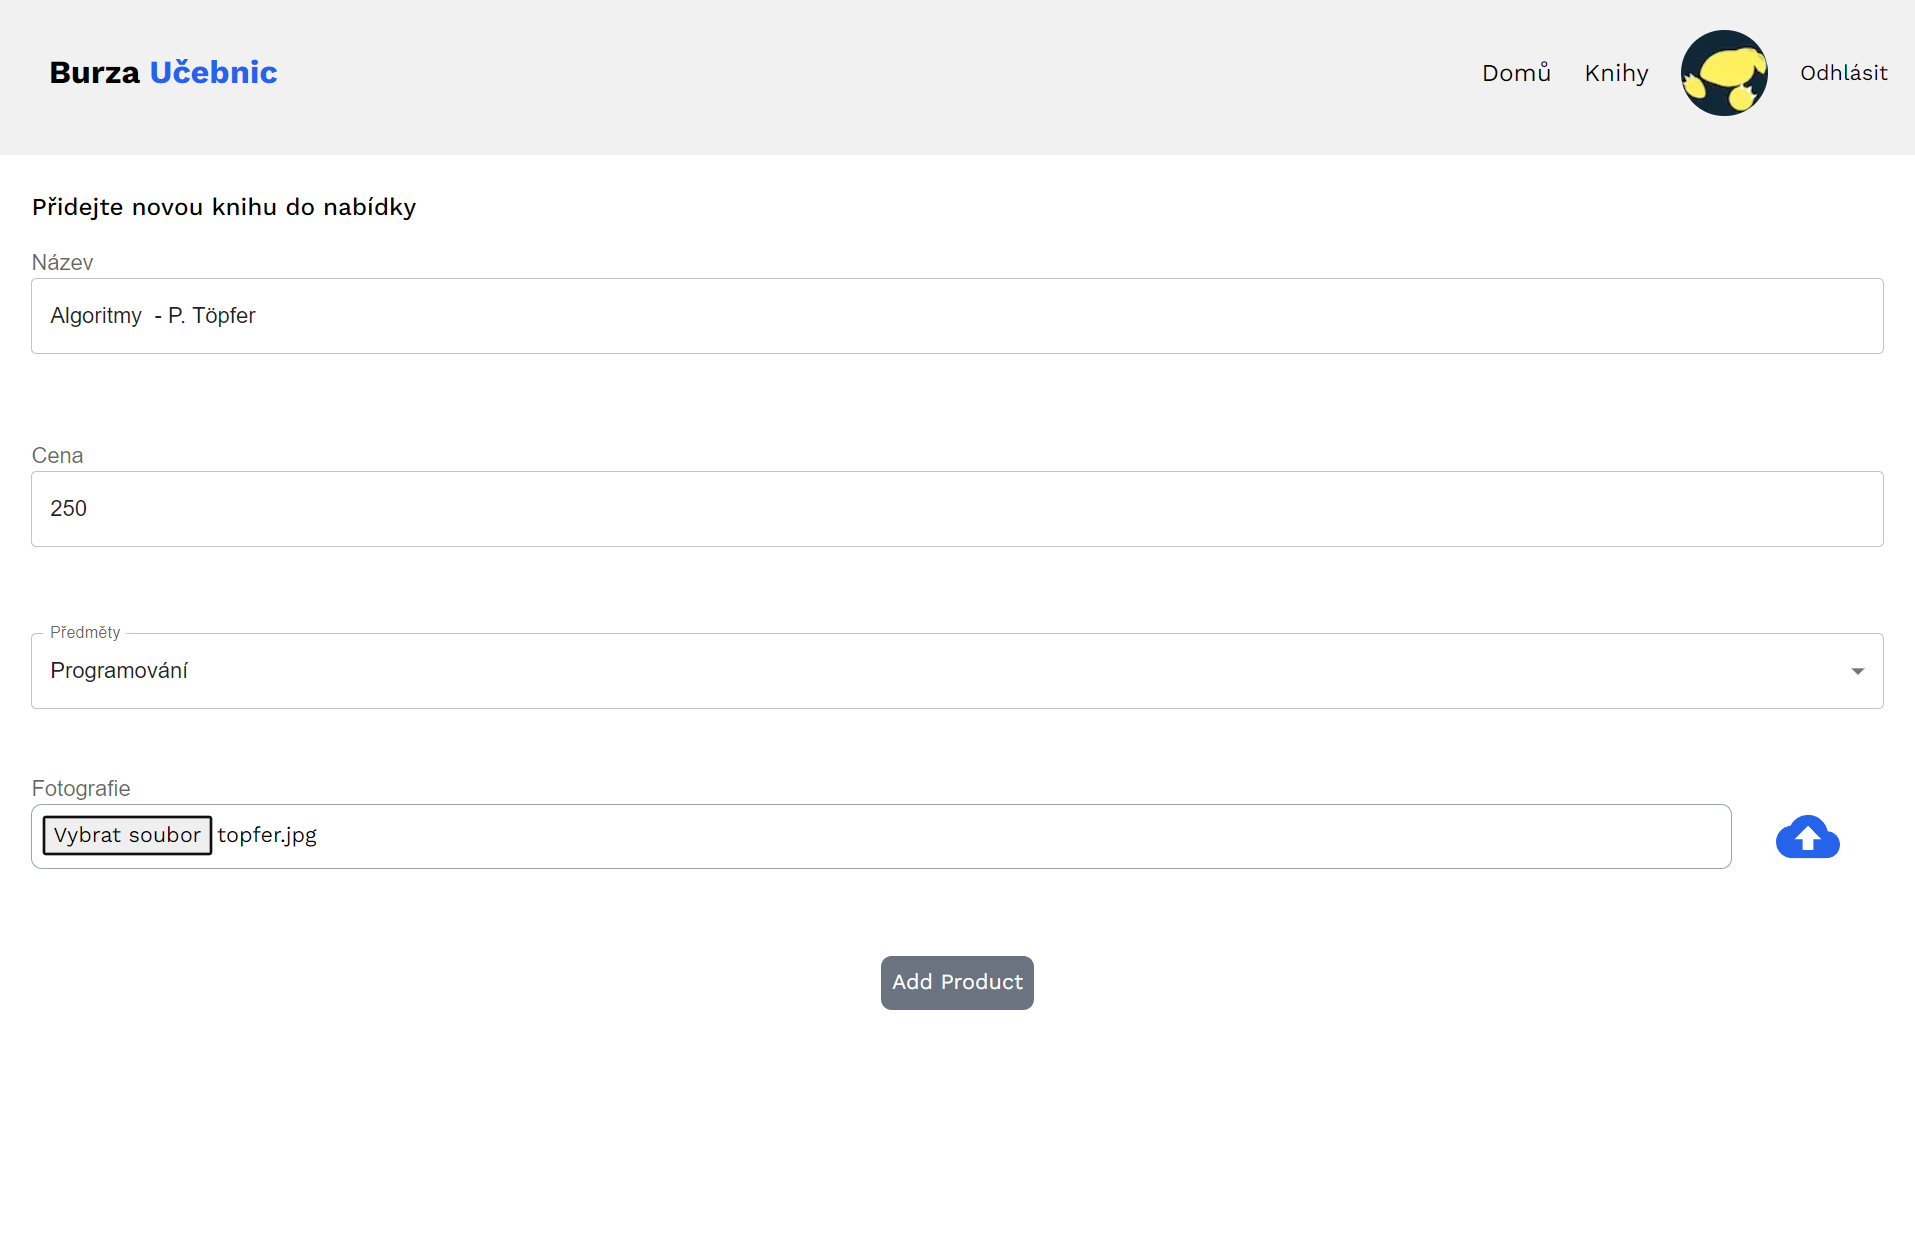 Burza Učebnic
Domů Knihy Odhlásit
Přidejte novou knihu do nabídky
Název
Algoritmy  - P. Töpfer
Cena
250
Předměty
Programování
Fotografie
Vybrat soubor topfer.jpg
Add Product